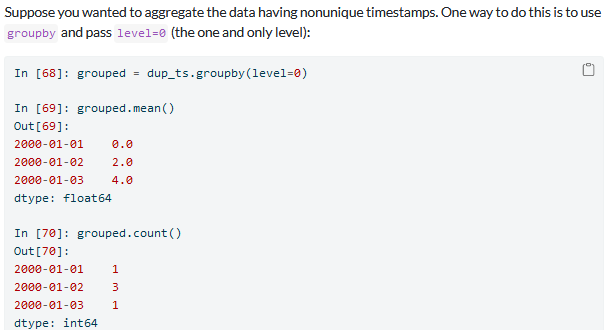 Suppose you wanted to aggregate the data having nonunique timestamps. One way to do this is to use
groupby and pass level=0 (the one and only level):
In [68]: grouped = dup_ts.groupby(level=0)
In [69]: grouped.mean()
Out[69]:
2000-01-01    0.0
2000-01-02    2.0
2000-01-03    4.0
dtype: float64
In [70]: grouped.count()
Out[70]:
2000-01-01    1
2000-01-02    3
2000-01-03    1
dtype: int64